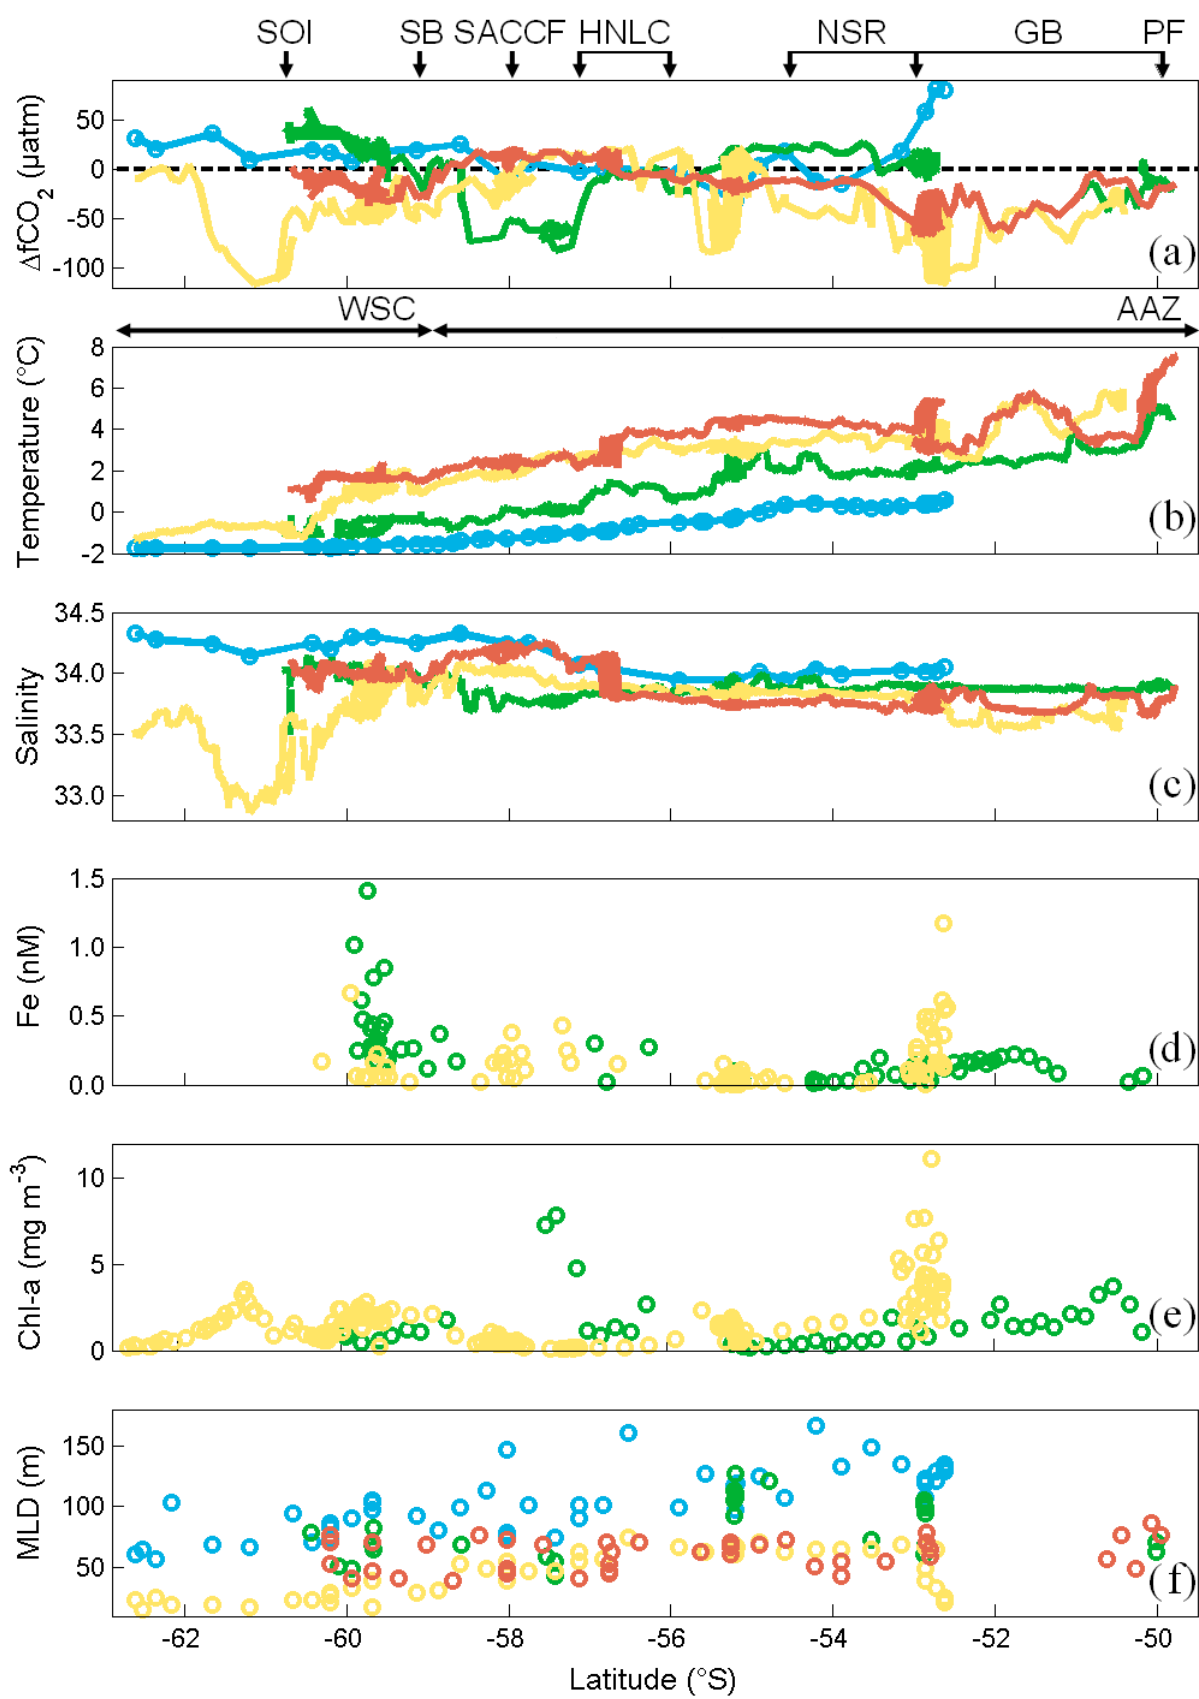 SOI SB SACCF HNLC NSR GB PF
ΔfCO2 (µatm)
50
0
-50
-100
(a)
WSC AAZ
Temperature (°C)
8
6
4
2
0
-2
(b)
Salinity
34.5
34.0
33.5
33.0
(c)
Fe (nM)
1.5
1.0
0.5
0.0
(d)
Chl-a (mg m-3)
10
5
0
(e)
MLD (m)
150
100
50
(f)
-62 -60 -58 -56 -54 -52 -50
Latitude (°S)